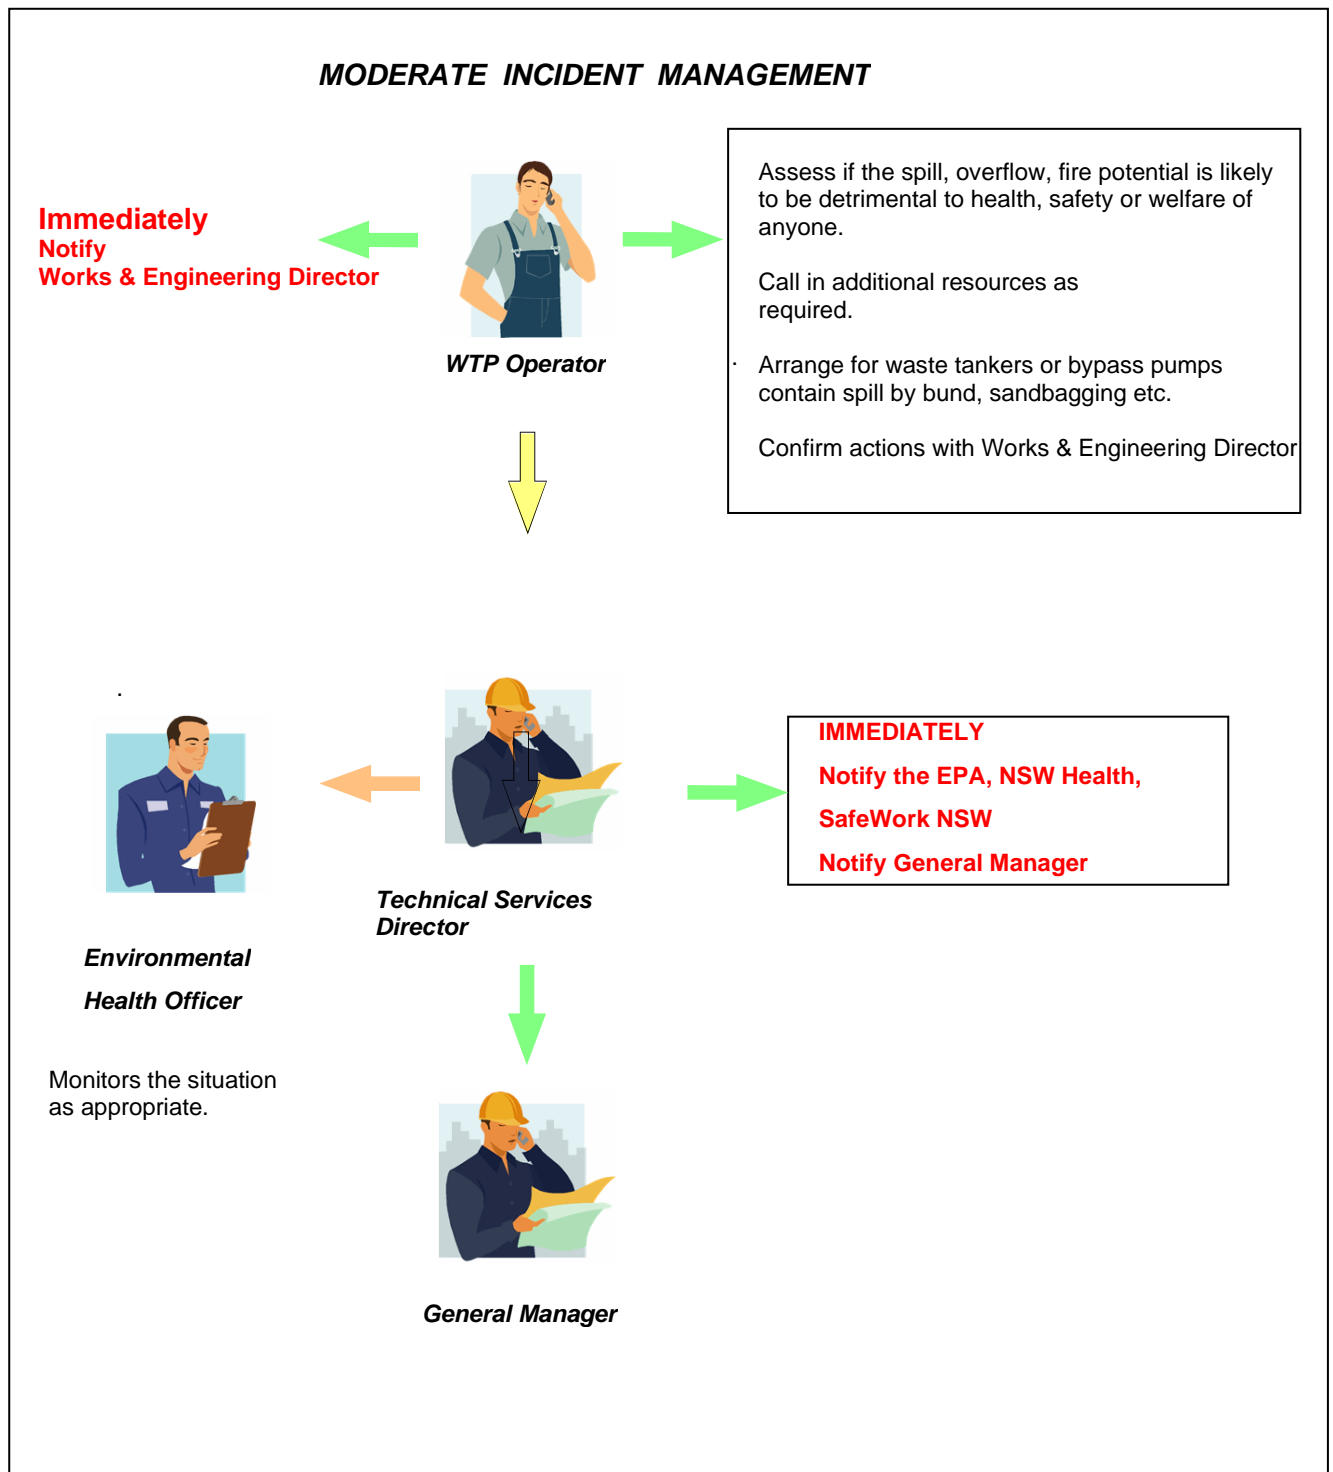 MODERATE INCIDENT MANAGEMENT
Immediately
Notify
Works & Engineering Director
WTP Operator
Assess if the spill, overflow, fire potential is likely
to be detrimental to health, safety or welfare of
anyone.
Call in additional resources as
required.
· Arrange for waste tankers or bypass pumps
contain spill by bund, sandbagging etc.
Confirm actions with Works & Engineering Director
.
Environmental
Health Officer
Monitors the situation
as appropriate.
Technical Services
Director
IMMEDIATELY
Notify the EPA, NSW Health,
SafeWork NSW
Notify General Manager
General Manager